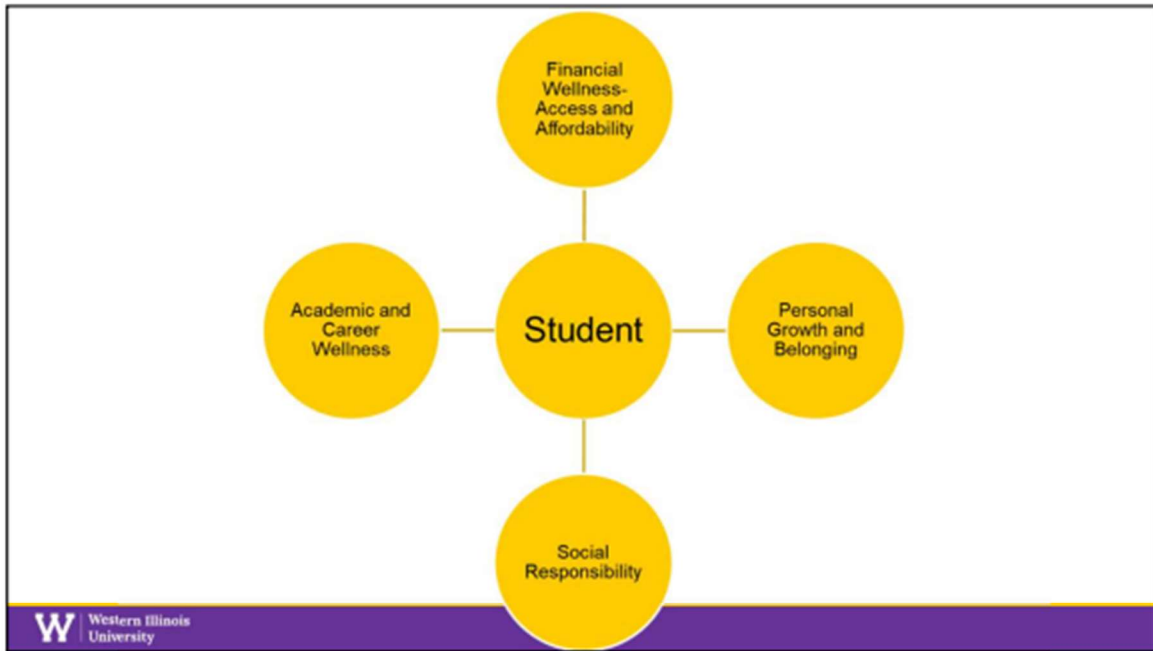 Financial
Wellness-
Access and
Affordability
Academic and
Career
Wellness
Student
Personal
Growth and
Belonging
Social
Responsibility
W
Western Illinois
University